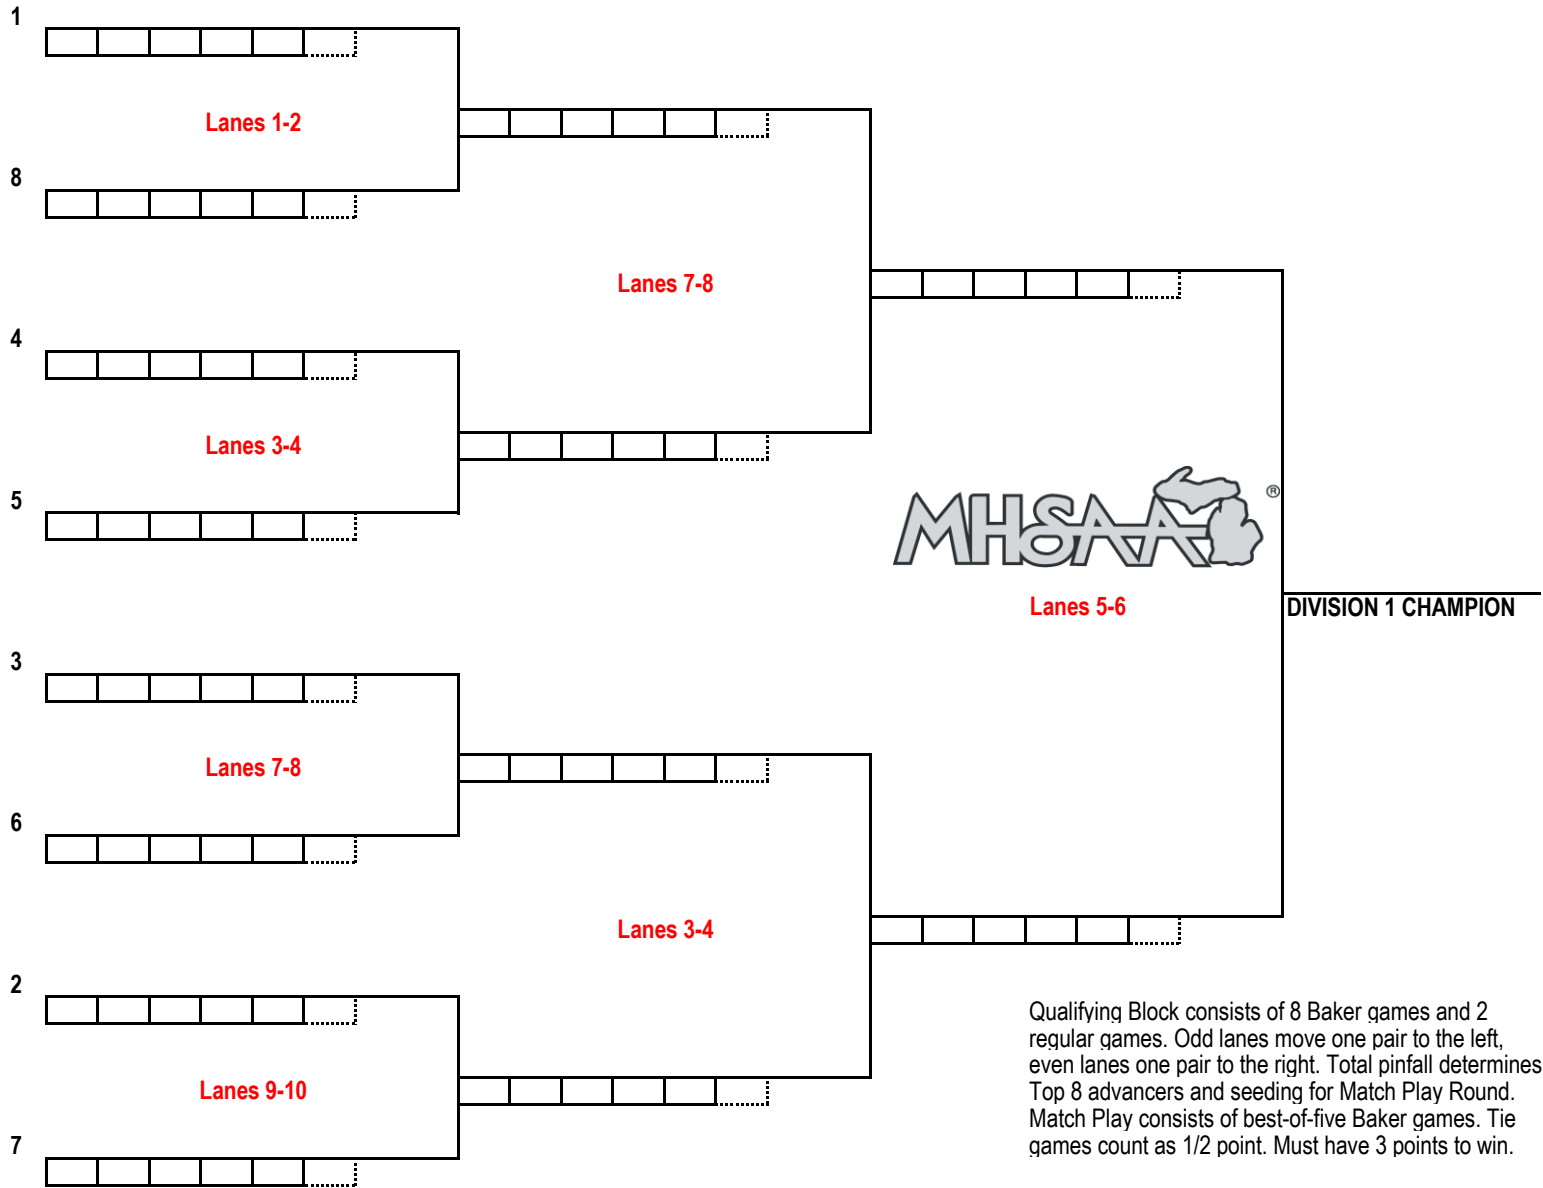 1
Lanes 1-2
8
Lanes 7-8
4
Lanes 3-4
5
MHSAA®
Lanes 5-6
DIVISION 1 CHAMPION
3
Lanes 7-8
6
Lanes 3-4
2
Lanes 9-10
7
Qualifying Block consists of 8 Baker games and 2
regular games. Odd lanes move one pair to the left,
even lanes one pair to the right. Total pinfall determines
Top 8 advancers and seeding for Match Play Round.
Match Play consists of best-of-five Baker games. Tie
games count as 1/2 point. Must have 3 points to win.